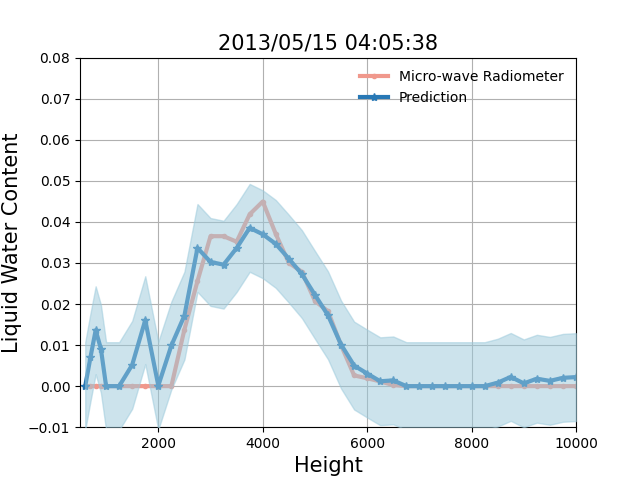 2013/05/15 04:05:38
0.08
0.07
0.06
0.05
0.04
0.03
0.02
0.01
0.00
−0.01
Liquid Water Content
Micro-wave Radiometer
Prediction
2000 4000 6000 8000 10000
Height